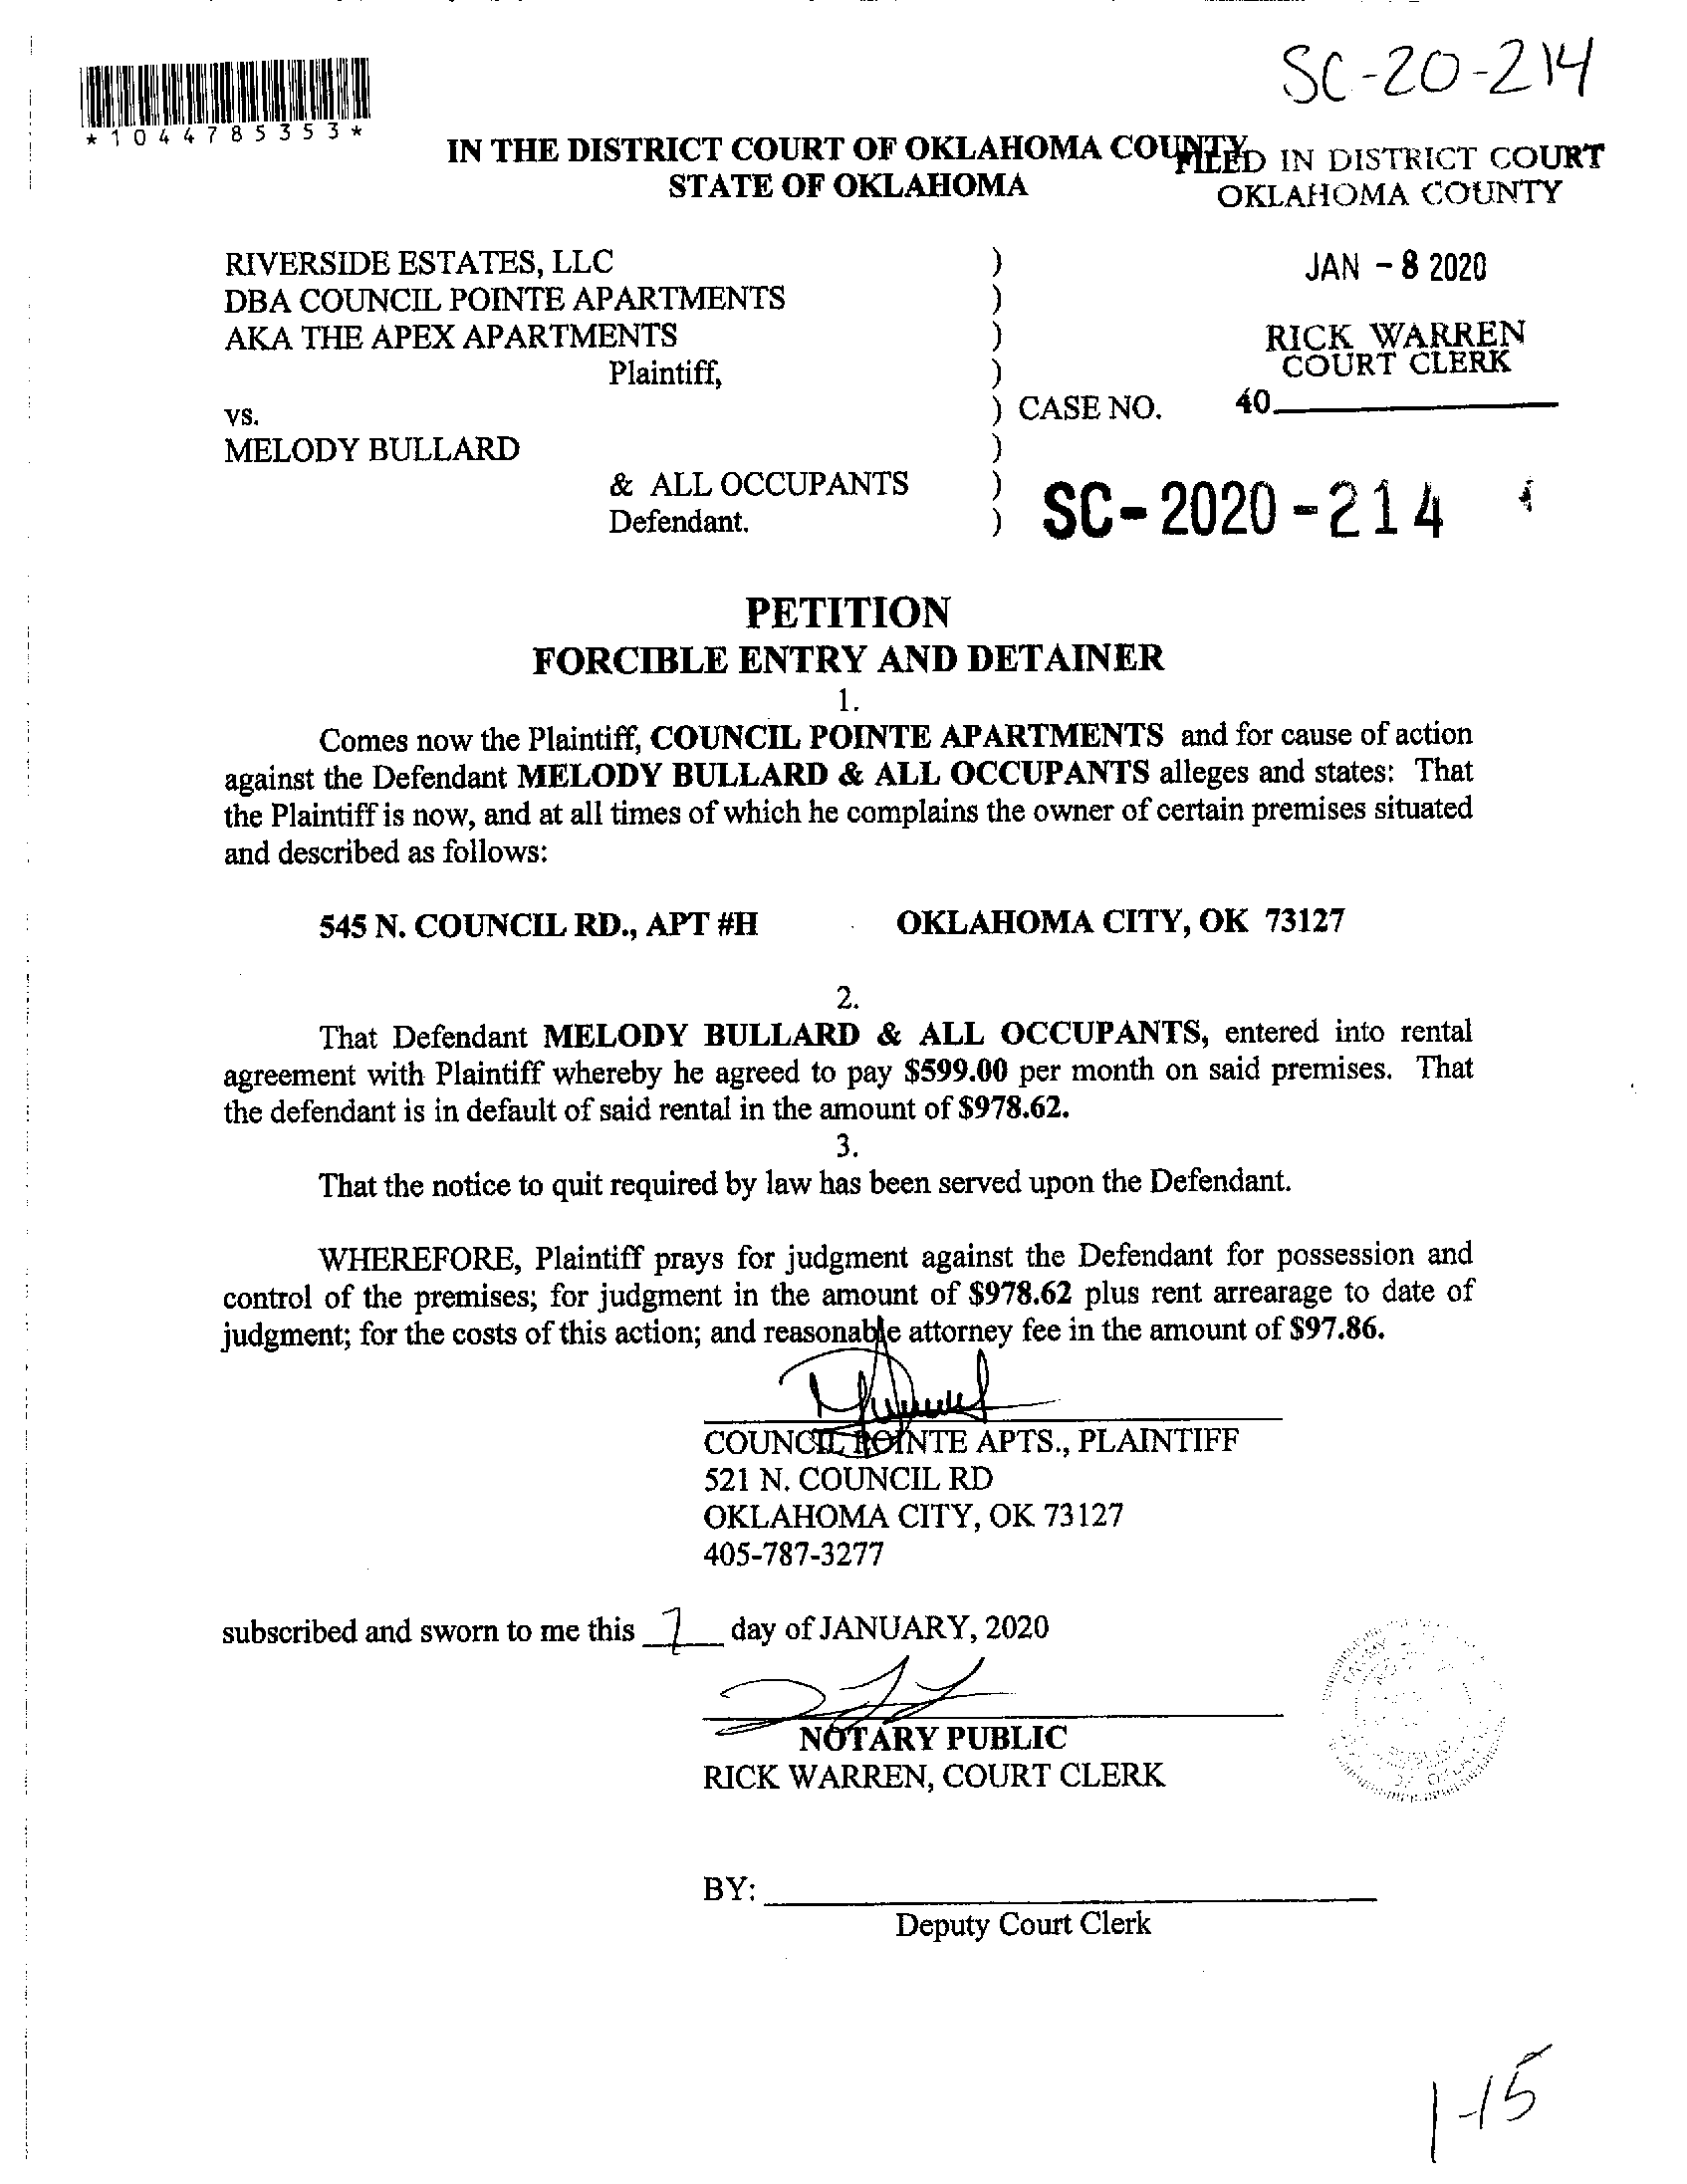 SC-20-214
*1044785353*
IN THE DISTRICT COURT OF OKLAHOMA COUNTY
STATE OF OKLAHOMA
FILED IN DISTRICT COURT
OKLAHOMA COUNTY
JAN - 8 2020
RICK WARREN
COURT CLERK
40
RIVERSIDE ESTATES, LLC )
DBA COUNCIL POINTE APARTMENTS )
AKA THE APEX APARTMENTS )
Plaintiff, )
vs. ) CASE NO.
MELODY BULLARD )
& ALL OCCUPANTS )
Defendant. )
SC-2020-214
PETITION
FORCIBLE ENTRY AND DETAINER
1.
Comes now the Plaintiff, COUNCIL POINTE APARTMENTS and for cause of action
against the Defendant MELODY BULLARD & ALL OCCUPANTS alleges and states: That
the Plaintiff is now, and at all times of which he complains the owner of certain premises situated
and described as follows:
545 N. COUNCIL RD., APT #H OKLAHOMA CITY, OK 73127
2.
That Defendant MELODY BULLARD & ALL OCCUPANTS, entered into rental
agreement with Plaintiff whereby he agreed to pay $599.00 per month on said premises. That
the defendant is in default of said rental in the amount of $978.62.
3.
That the notice to quit required by law has been served upon the Defendant.
WHEREFORE, Plaintiff prays for judgment against the Defendant for possession and
control of the premises; for judgment in the amount of $978.62 plus rent arrearage to date of
judgment; for the costs of this action; and reasonable attorney fee in the amount of $97.86.
COUNCIL POINTE APTS., PLAINTIFF
521 N. COUNCIL RD
OKLAHOMA CITY, OK 73127
405-787-3277
subscribed and sworn to me this 7 day of JANUARY, 2020
NOTARY PUBLIC
RICK WARREN, COURT CLERK
BY:
Deputy Court Clerk
1-15